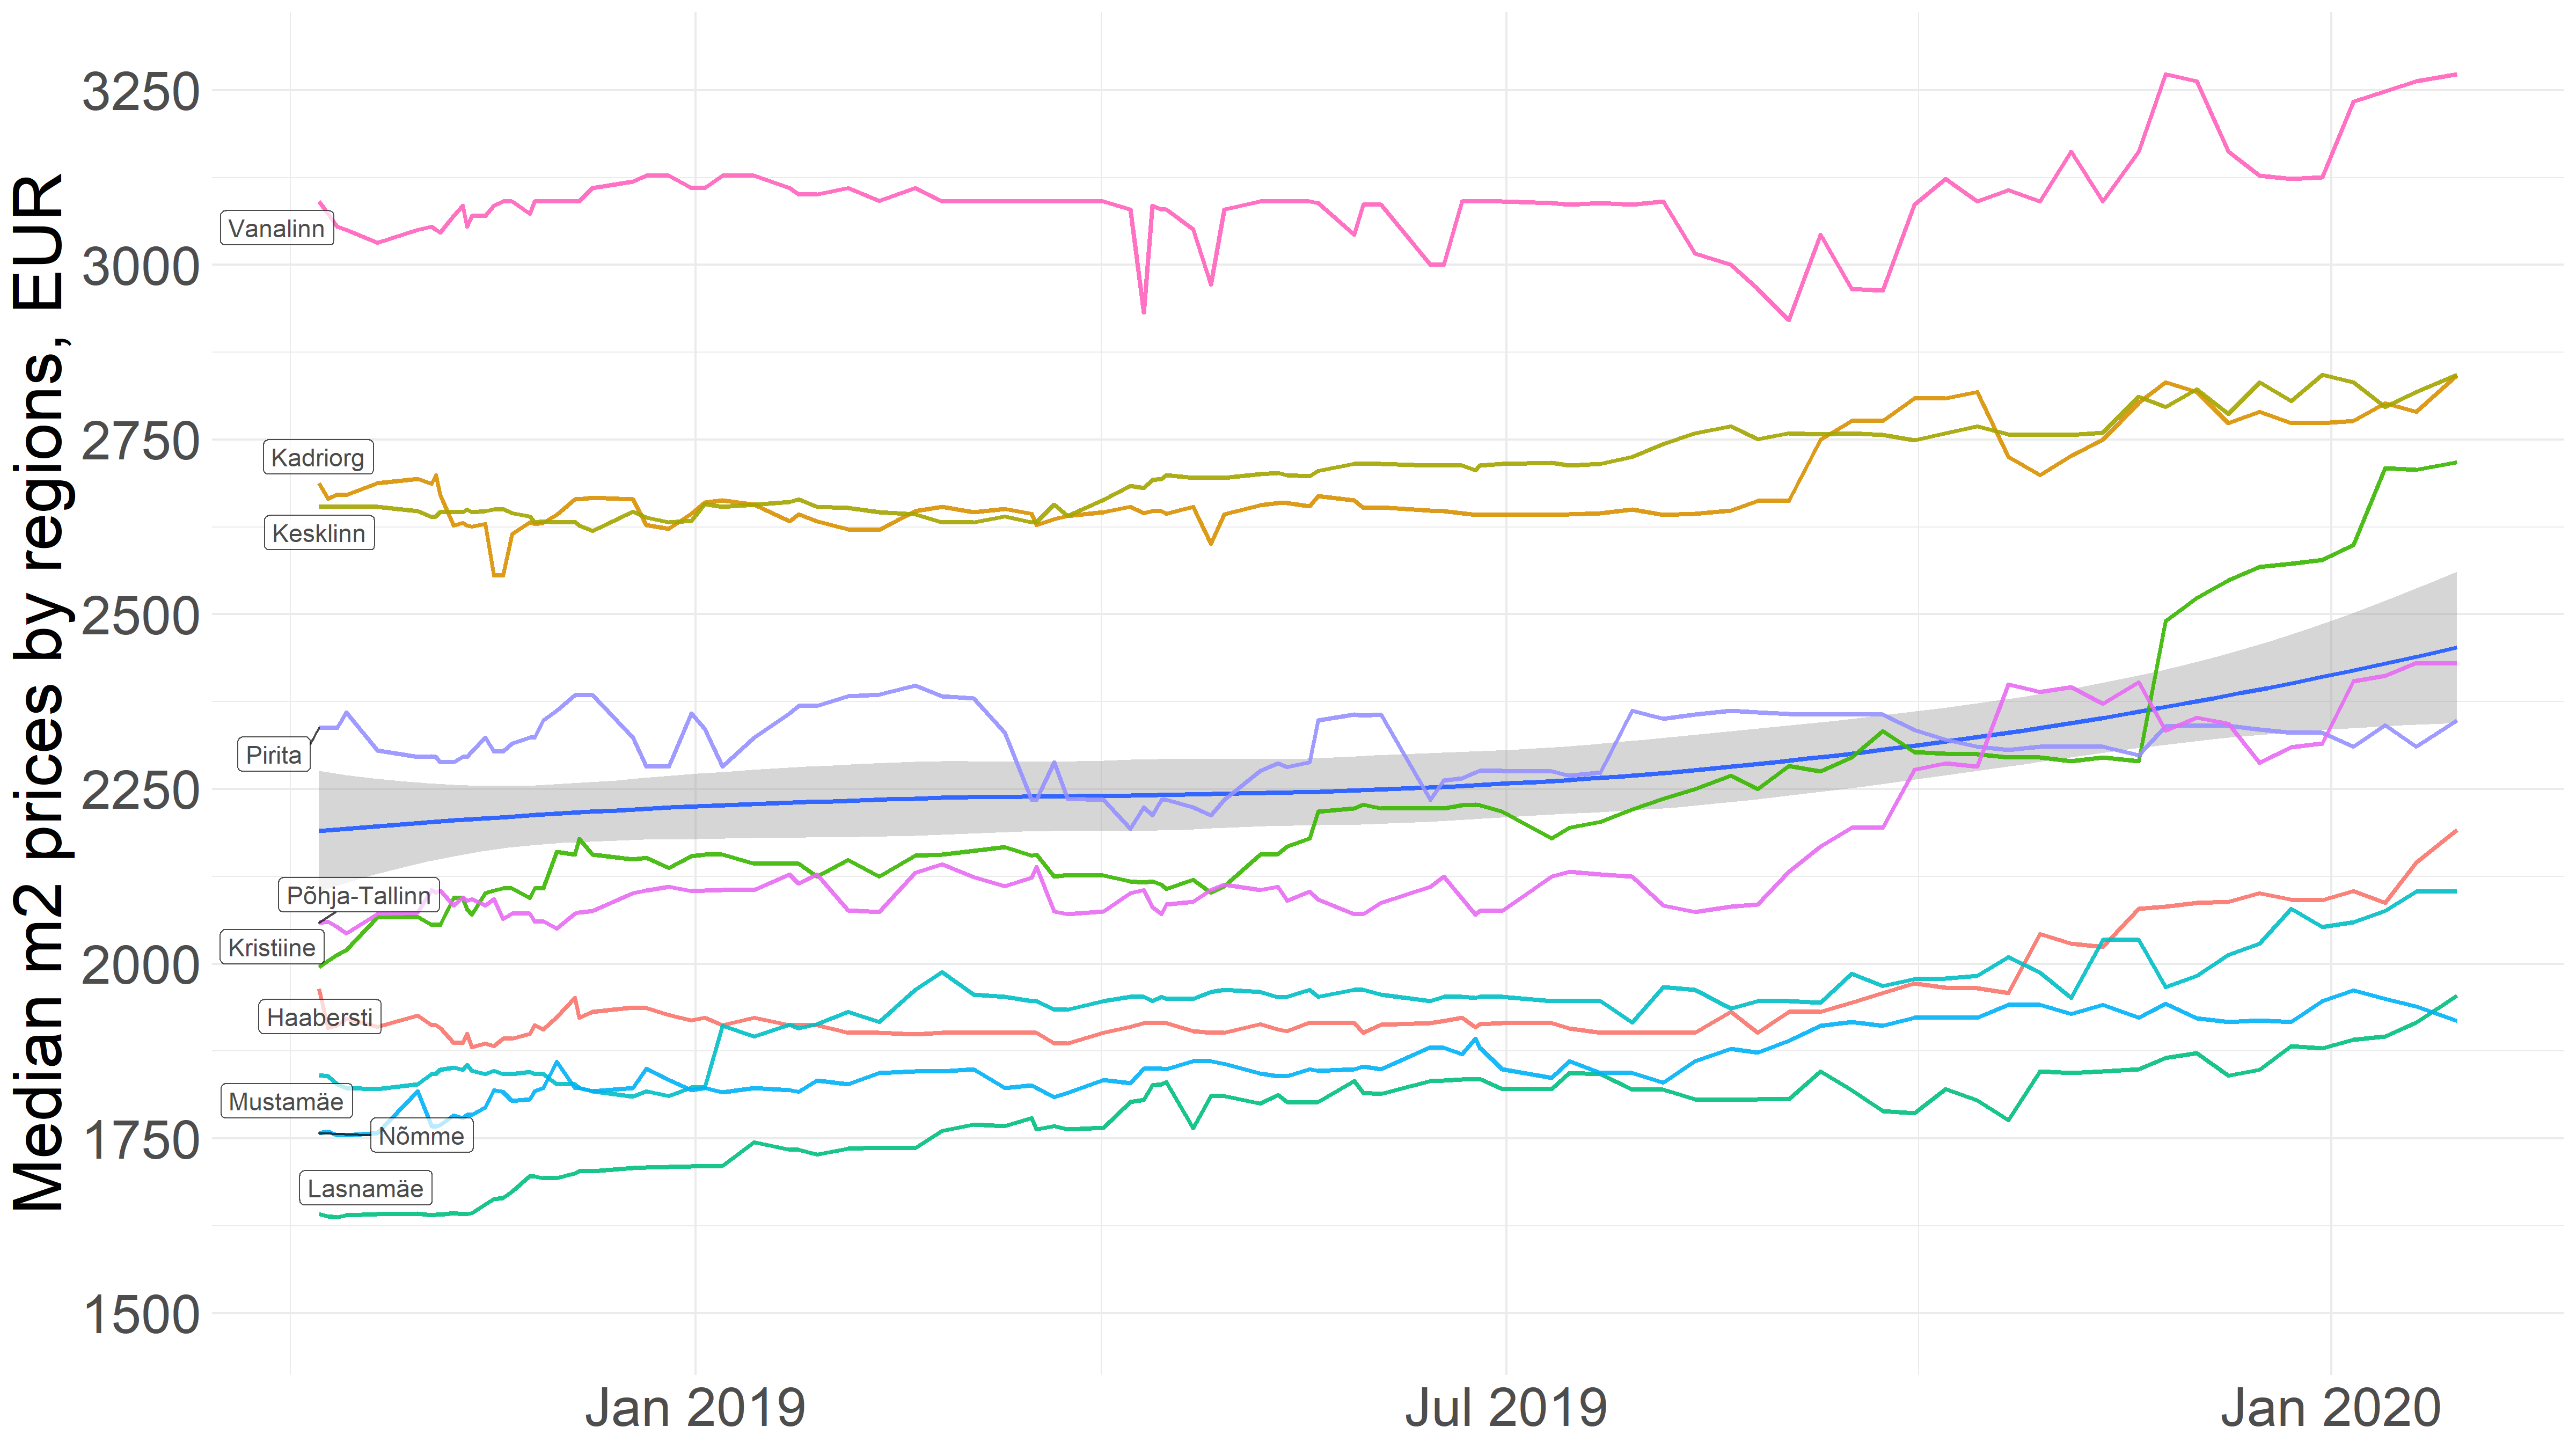 Median m2 prices by regions, EUR
3250
3000
2750
2500
2250
2000
1750
1500
Vanalinn
Kadriorg
Kesklinn
Pirita
Põhja-Tallinn
Kristiine
Haabersti
Mustamäe
Nõmme
Lasnamäe
Jan 2019
Jul 2019
Jan 2020